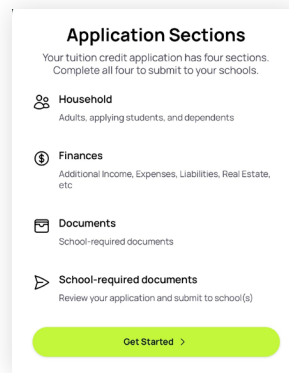 Application Sections
Your tuition credit application has four sections.
Complete all four to submit to your schools.
Household
Adults, applying students, and dependents
Finances
Additional Income, Expenses, Liabilities, Real Estate,
etc
Documents
School-required documents
School-required documents
Review your application and submit to school(s)
Get Started